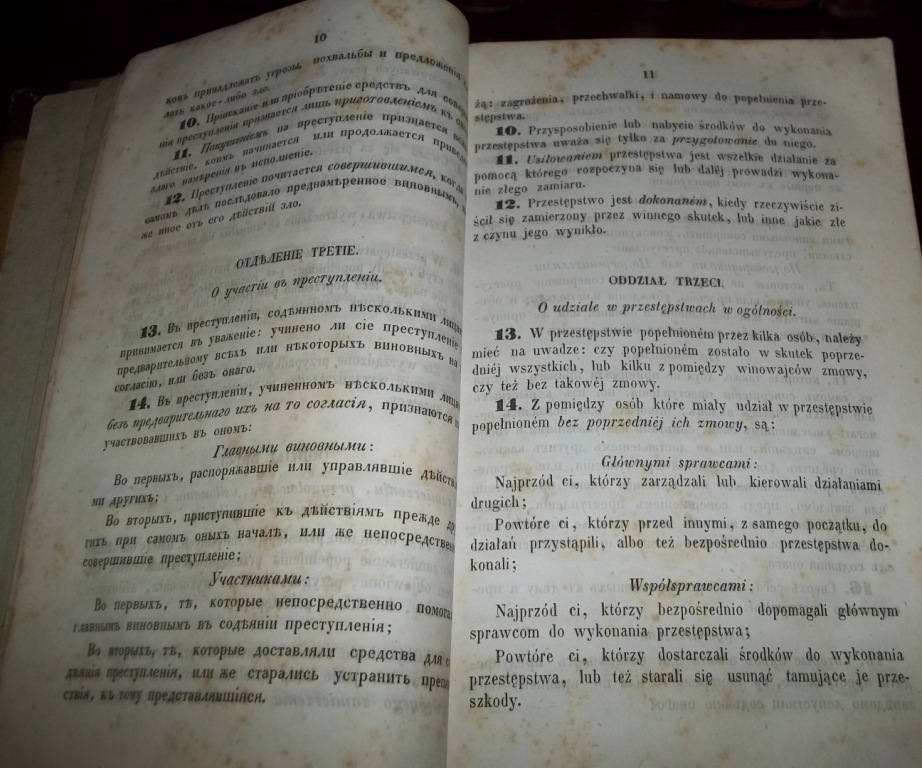 10
ковъ принадлежатъ угрозы, похвальбы и предложенія
лать какое-либо зло.
10. Пріисканіе или пріобрѣтеніе средствъ для
нія преступленія признается лишь приготовленіемъ къ
11. Покушеніемъ на преступленіе признается
дѣйствіе, коимъ начинается или продолжается
злаго намѣренія въ исполненіе.
12. Преступленіе почитается совершившимся, когда
самомъ дѣлѣ послѣдовало преднамѣренное виновнымъ,
же иное отъ его дѣйствій зло.
ОТДѢЛЕНІЕ ТРЕТІЕ.
О участіи въ преступленіи.
13. Въ преступленіи, содѣянномъ нѣсколькими
принимается въ уваженіе: учинено ли сіе преступленіе
предварительному всѣхъ или нѣкоторыхъ виновныхъ на
согласію, или безъ онаго.
14. Въ преступленіи, учиненномъ нѣсколькими
безъ предварительнаго ихъ на то согласія, признаются
участвовавшихъ въ ономъ:
Главными виновными:
Во первыхъ, распоряжавшіе или управлявшіе
ми другихъ;
Во вторыхъ, приступившіе къ дѣйствіямъ прежде
гихъ при самомъ оныхъ началѣ, или же непосредственно
совершившіе преступленіе;
Участниками:
Во первыхъ, тѣ, которые непосредственно
главнымъ виновнымъ въ содѣяніи преступленія;
Во вторыхъ, тѣ, которые доставляли средства для
дѣянія преступленія, или же старались устранить
ствія, къ тому представлявшіяся.
11
żą: zagrożenia, przechwałki, i namowy do popełnienia prze-
stępstwa.
10. Przysposobienie lub nabycie środków do wykonania
przestępstwa uważa się tylko za przygotowanie do niego.
11. Usiłowaniem przestępstwa jest wszelkie działanie za
pomocą którego rozpoczyna się lub daléj prowadzi wykona-
nie złego zamiaru.
12. Przestępstwo jest dokonaném, kiedy rzeczywiście zi-
ścił się zamierzony przez winnego skutek, lub inne jakie złe
z czynu jego wynikło.
ODDZIAŁ TRZECI.
O udziale w przestępstwach w ogólności.
13. W przestępstwie popełnioném przez kilka osób, należy
mieć na uwadze: czy popełnioném zostało w skutek poprze-
dniéj wszystkich, lub kilku z pomiędzy winowajców zmowy,
czy też bez takowéj zmowy.
14. Z pomiędzy osób które miały udział w przestępstwie
popełnioném bez poprzedniéj ich zmowy, są:
Głównymi sprawcami:
Najprzód ci, którzy zarządzali lub kierowali działaniami
drugich;
Powtóre ci, którzy przed innymi, z samego początku, do
działań przystąpili, albo też bezpośrednio przestępstwa do-
konali;
Współsprawcami:
Najprzód ci, którzy bezpośrednio dopomagali głównym
sprawcom do wykonania przestępstwa;
Powtóre ci, którzy dostarczali środków do wykonania
przestępstwa, lub też starali się usunąć tamujące je prze-
szkody.